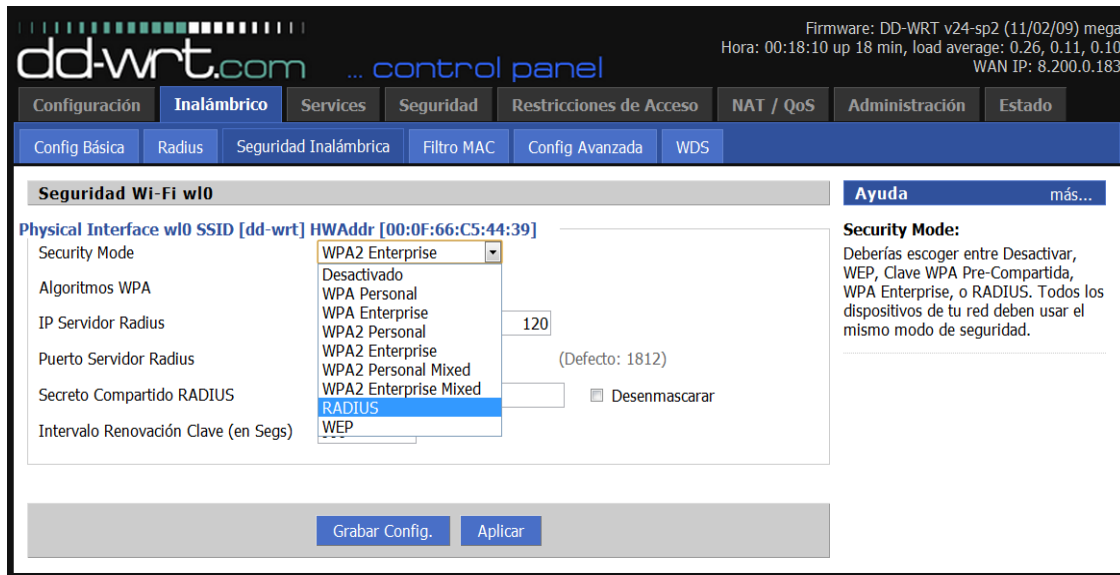 Firmware: DD-WRT v24-sp2 (11/02/09) mega
Hora: 00:18:10 up 18 min, load average: 0.26, 0.11, 0.10
WAN IP: 8.200.0.183
dd-wrt.com ... control panel
Configuración Inalámbrico Services Seguridad Restricciones de Acceso NAT / QoS Administración Estado
Config Básica Radius Seguridad Inalámbrica Filtro MAC Config Avanzada WDS
Seguridad Wi-Fi wl0
Physical Interface wl0 SSID [dd-wrt] HWAddr [00:0F:66:C5:44:39]
Security Mode WPA2 Enterprise
Desactivado
WPA Personal
WPA Enterprise
WPA2 Personal
WPA2 Enterprise
WPA2 Personal Mixed
WPA2 Enterprise Mixed
RADIUS
WEP
Algoritmos WPA
IP Servidor Radius 120
Puerto Servidor Radius (Defecto: 1812)
Secreto Compartido RADIUS Desenmascarar
Intervalo Renovación Clave (en Segs)
Grabar Config. Aplicar
Ayuda más...
Security Mode:
Deberías escoger entre Desactivar,
WEP, Clave WPA Pre-Compartida,
WPA Enterprise, o RADIUS. Todos los
dispositivos de tu red deben usar el
mismo modo de seguridad.